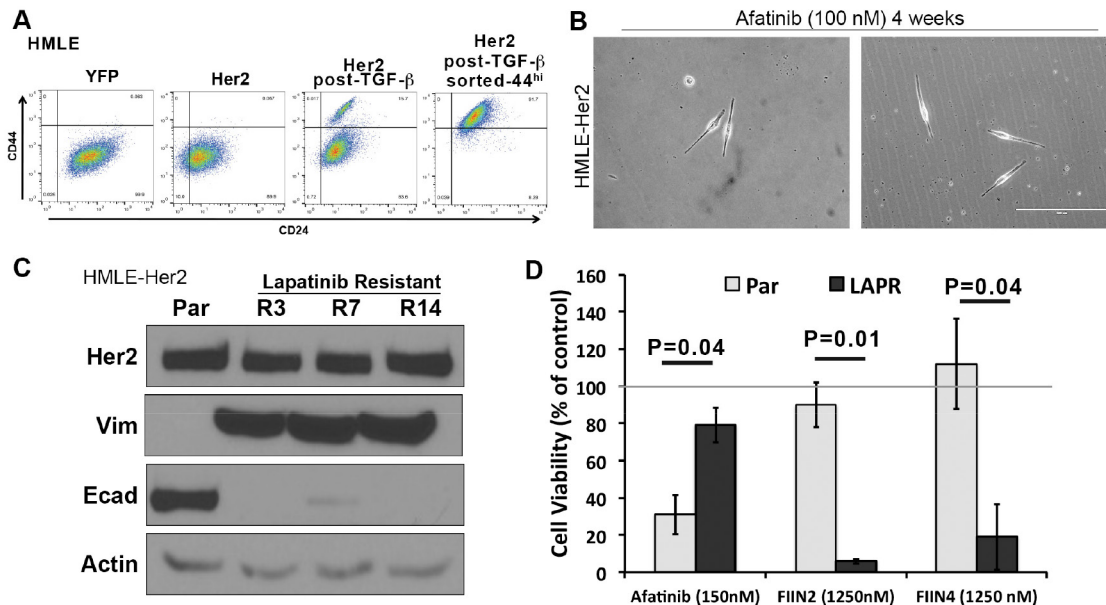 A
HMLE
YFP
Her2
Her2
post-TGF-β
Her2
post-TGF-β
sorted-44hi
CD44
CD24
B
Afatinib (100 nM) 4 weeks
HMLE-Her2
C
HMLE-Her2
Lapatinib Resistant
Par R3 R7 R14
Her2
Vim
Ecad
Actin
D
Cell Viability (% of control)
160
140
120
100
80
60
40
20
0
Par LAPR
P=0.04
P=0.01
P=0.04
Afatinib (150nM) FIIN2 (1250nM) FIIN4 (1250 nM)